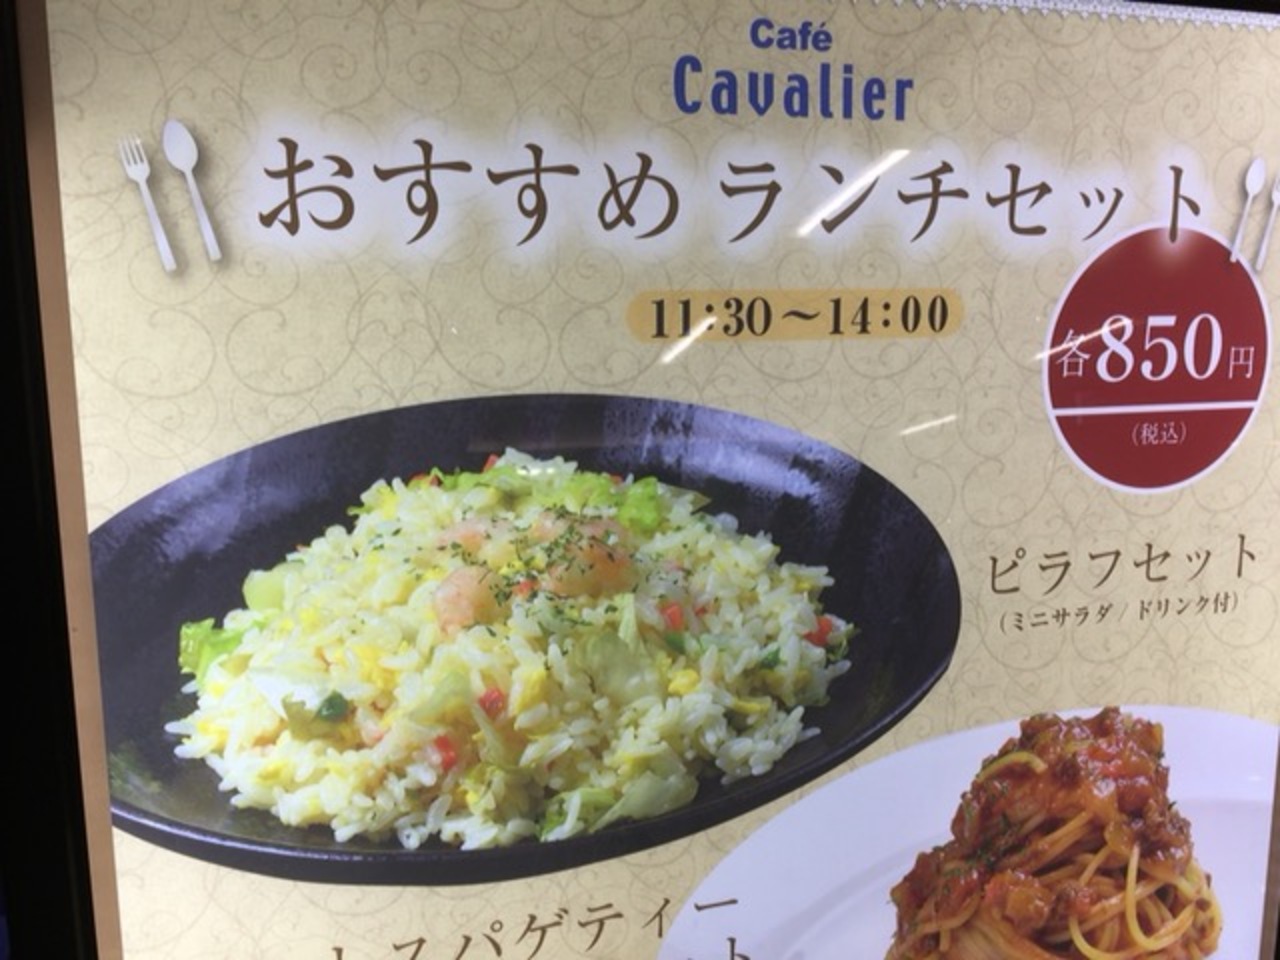 Café
Cavalier
おすすめランチセット
11:30～14:00
各850円
(税込)
ピラフセット
(ミニサラダ / ドリンク付)
スパゲティー
ット